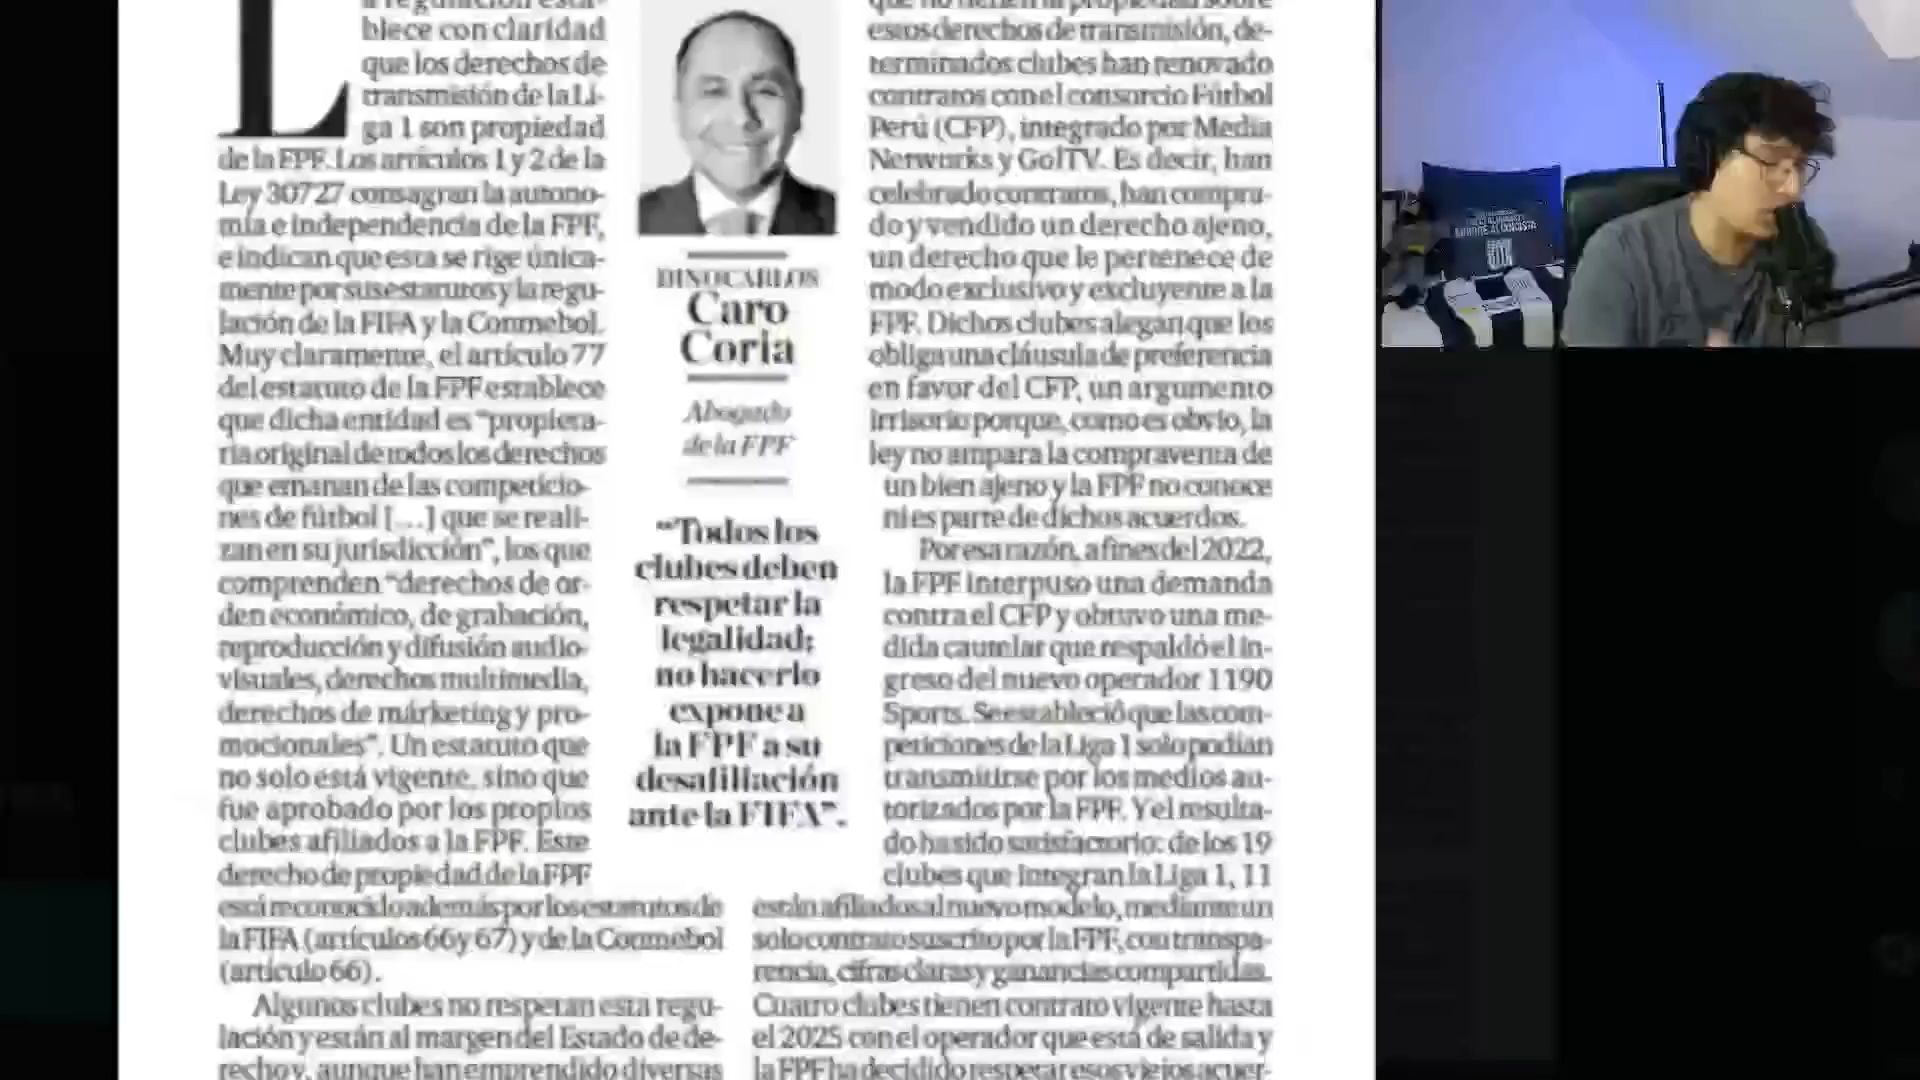 L
a regulación esta-
blece con claridad
que los derechos de
transmisión de la Li-
ga 1 son propiedad
de la FPF. Los artículos 1 y 2 de la
Ley 30727 consagran la autono-
mía e independencia de la FPF,
e indican que esta se rige única-
mente por sus estatutos y la regu-
lación de la FIFA y la Conmebol.
Muy claramente, el artículo 77
del estatuto de la FPF establece
que dicha entidad es “propieta-
ria original de todos los derechos
que emanan de las competicio-
nes de fútbol [...] que se reali-
zan en su jurisdicción”, los que
comprenden “derechos de or-
den económico, de grabación,
reproducción y difusión audio-
visuales, derechos multimedia,
derechos de márketing y pro-
mocionales”. Un estatuto que
no solo está vigente, sino que
fue aprobado por los propios
clubes afiliados a la FPF. Este
derecho de propiedad de la FPF
está reconocido además por los estatutos de
la FIFA (artículos 66 y 67) y de la Conmebol
(artículo 66).
Algunos clubes no respetan esta regu-
lación y están al margen del Estado de de-
recho y, aunque han emprendido diversas
DINO CARLOS
Caro
Coria
Abogado
de la FPF
“Todos los
clubes deben
respetar la
legalidad;
no hacerlo
expone a
la FPF a su
desafiliación
ante la FIFA”.
que no tienen la propiedad sobre
estos derechos de transmisión, de-
terminados clubes han renovado
contratos con el consorcio Fútbol
Perú (CFP), integrado por Media
Networks y GolTV. Es decir, han
celebrado contratos, han compra-
do y vendido un derecho ajeno,
un derecho que le pertenece de
modo exclusivo y excluyente a la
FPF. Dichos clubes alegan que los
obliga una cláusula de preferencia
en favor del CFP, un argumento
irrisorio porque, como es obvio, la
ley no ampara la compraventa de
un bien ajeno y la FPF no conoce
ni es parte de dichos acuerdos.
Por esa razón, a fines del 2022,
la FPF interpuso una demanda
contra el CFP y obtuvo una me-
dida cautelar que respaldó el in-
greso del nuevo operador 1190
Sports. Se estableció que las com-
peticiones de la Liga 1 solo podían
transmitirse por los medios au-
torizados por la FPF. Y el resulta-
do ha sido satisfactorio: de los 19
clubes que integran la Liga 1, 11
están afiliados al nuevo modelo, mediante un
solo contrato suscrito por la FPF, con transpa-
rencia, cifras claras y ganancias compartidas.
Cuatro clubes tienen contrato vigente hasta
el 2025 con el operador que está de salida y
la FPF ha decidido respetar esos viejos acuer-